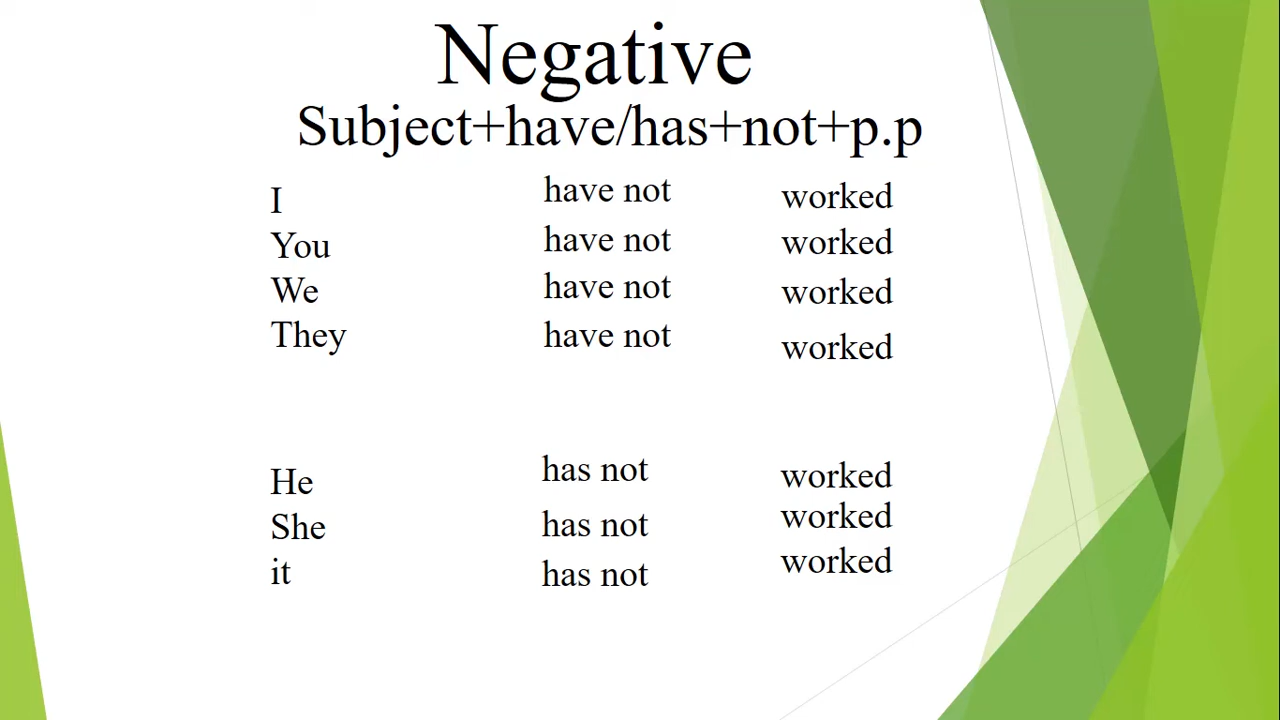 Negative
Subject+have/has+not+p.p
I have not worked
You have not worked
We have not worked
They have not worked
He has not worked
She has not worked
it has not worked